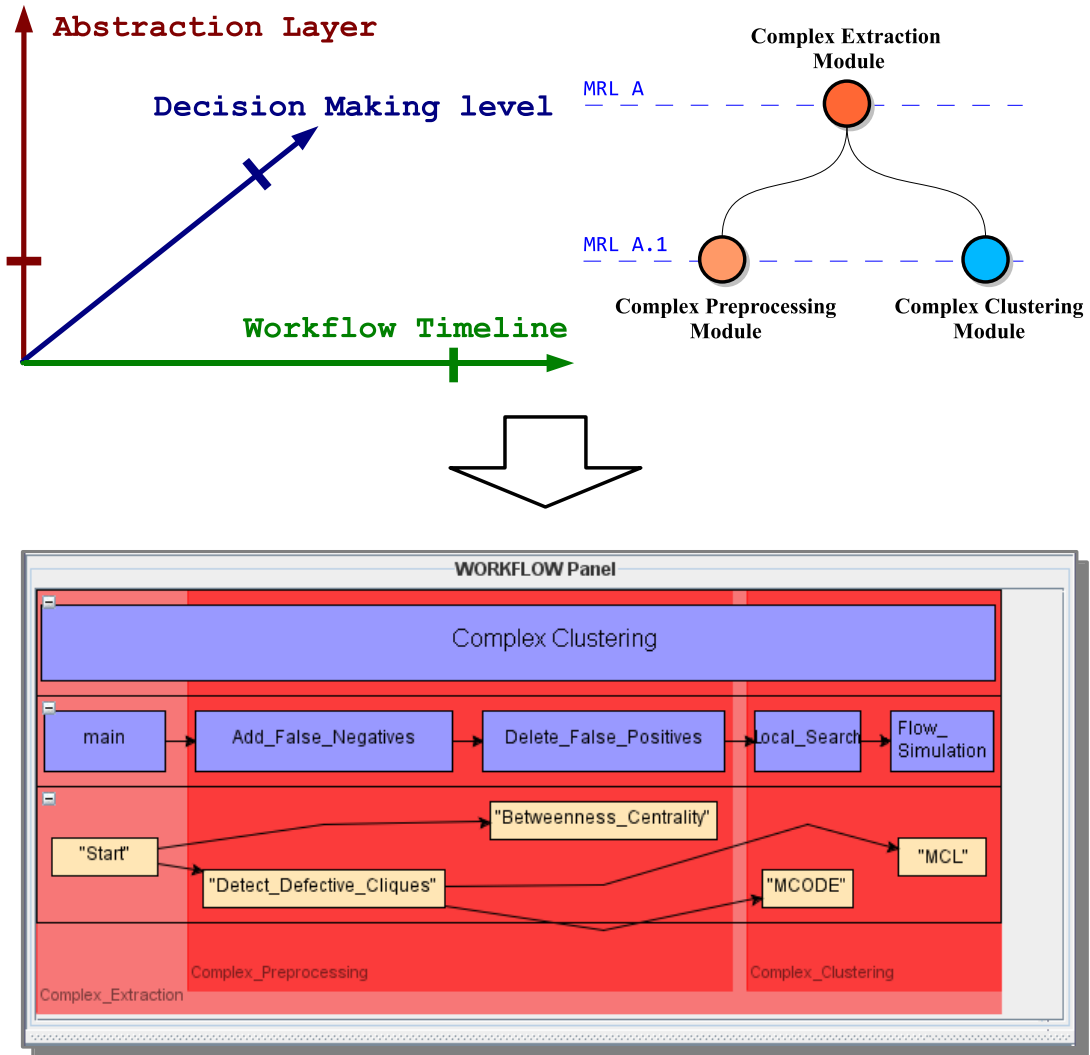 Abstraction Layer
Decision Making level
Workflow Timeline
Complex Extraction
Module
MRL A
MRL A.1
Complex Preprocessing
Module
Complex Clustering
Module
WORKFLOW Panel
Complex Clustering
main
Add_False_Negatives
Delete_False_Positives
Local_Search
Flow_
Simulation
"Betweenness_Centrality"
"Start"
"MCL"
"Detect_Defective_Cliques"
"MCODE"
Complex_Preprocessing
Complex_Clustering
Complex_Extraction